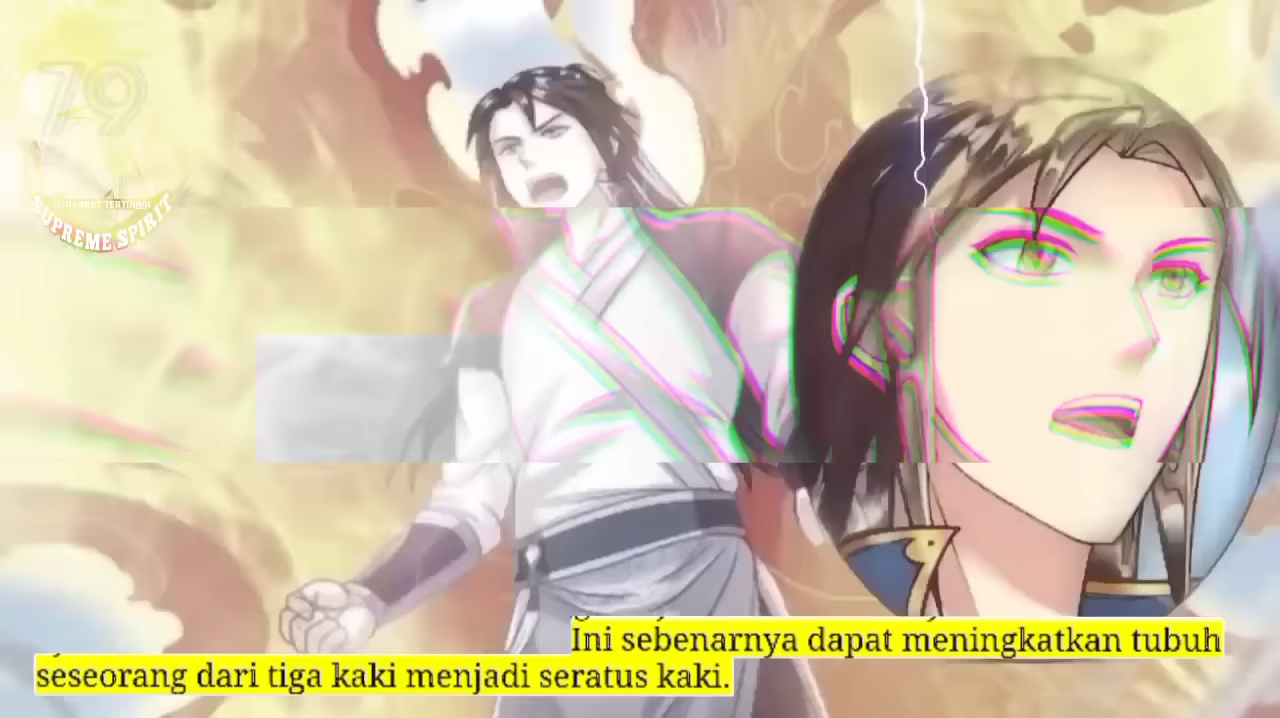 79
SUPREME SPIRIT
Ini sebenarnya dapat meningkatkan tubuh
seseorang dari tiga kaki menjadi seratus kaki.